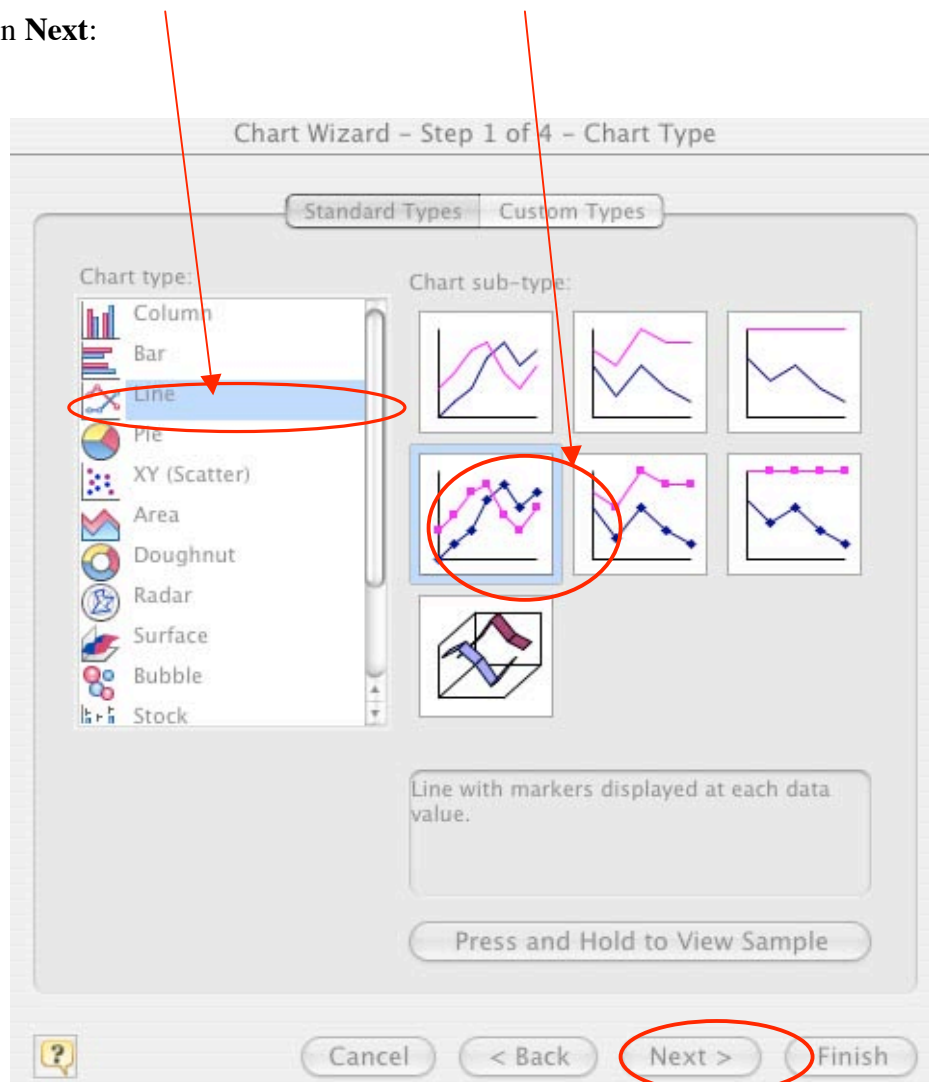 n Next:
Chart Wizard – Step 1 of 4 – Chart Type
Standard Types Custom Types
Chart type:
Chart sub-type:
Column
Bar
Line
Pie
XY (Scatter)
Area
Doughnut
Radar
Surface
Bubble
Stock
Line with markers displayed at each data
value.
Press and Hold to View Sample
?
Cancel
< Back
Next >
Finish